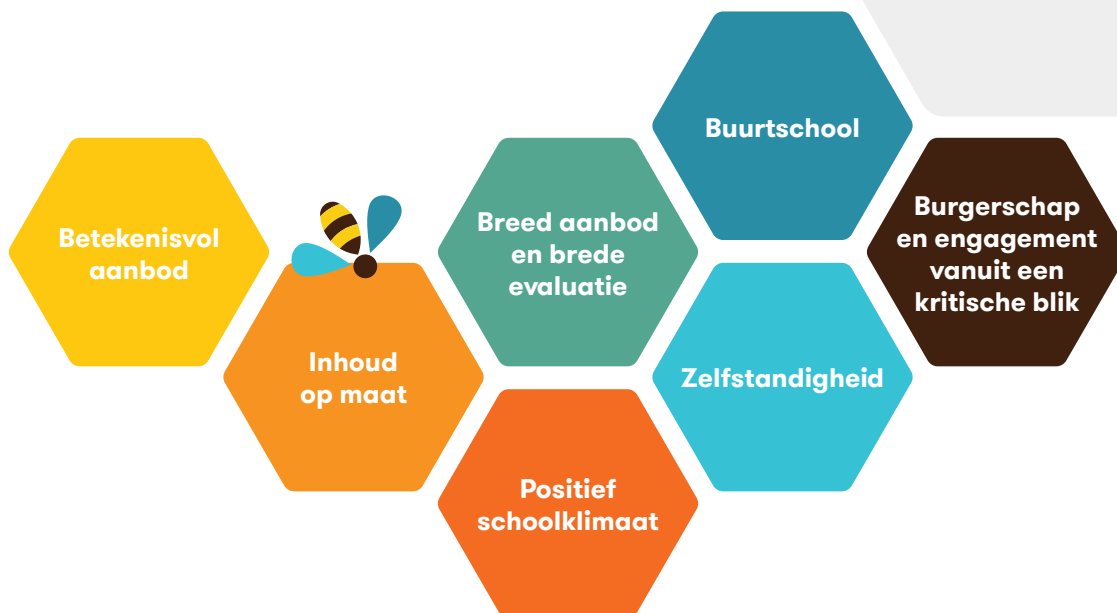 Betekenisvol
aanbod
Inhoud
op maat
Breed aanbod
en brede
evaluatie
Positief
schoolklimaat
Buurtschool
Zelfstandigheid
Burgerschap
en engagement
vanuit een
kritische blik